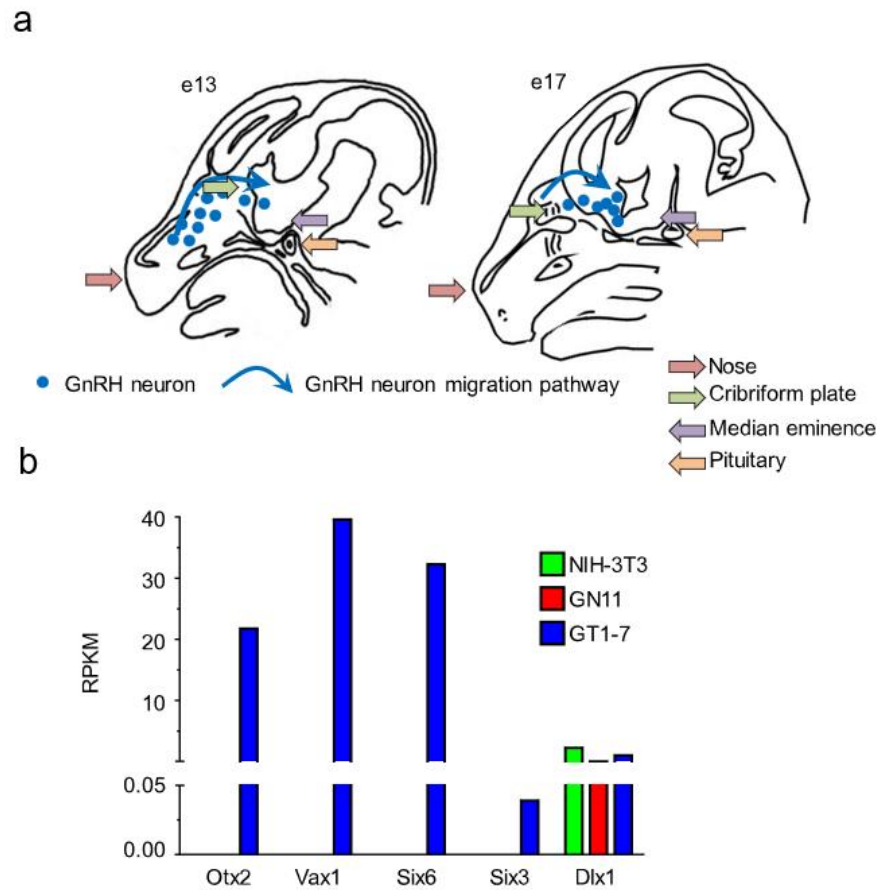 a
e13
e17
GnRH neuron
GnRH neuron migration pathway
Nose
Cribriform plate
Median eminence
Pituitary
b
RPKM
40
30
20
10
0.05
0.00
NIH-3T3
GN11
GT1-7
Otx2 Vax1 Six6 Six3 Dlx1